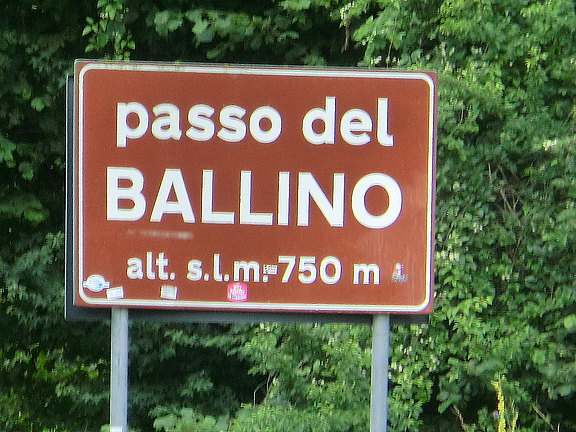 passo del
BALLINO
alt. s.l.m. 750 m